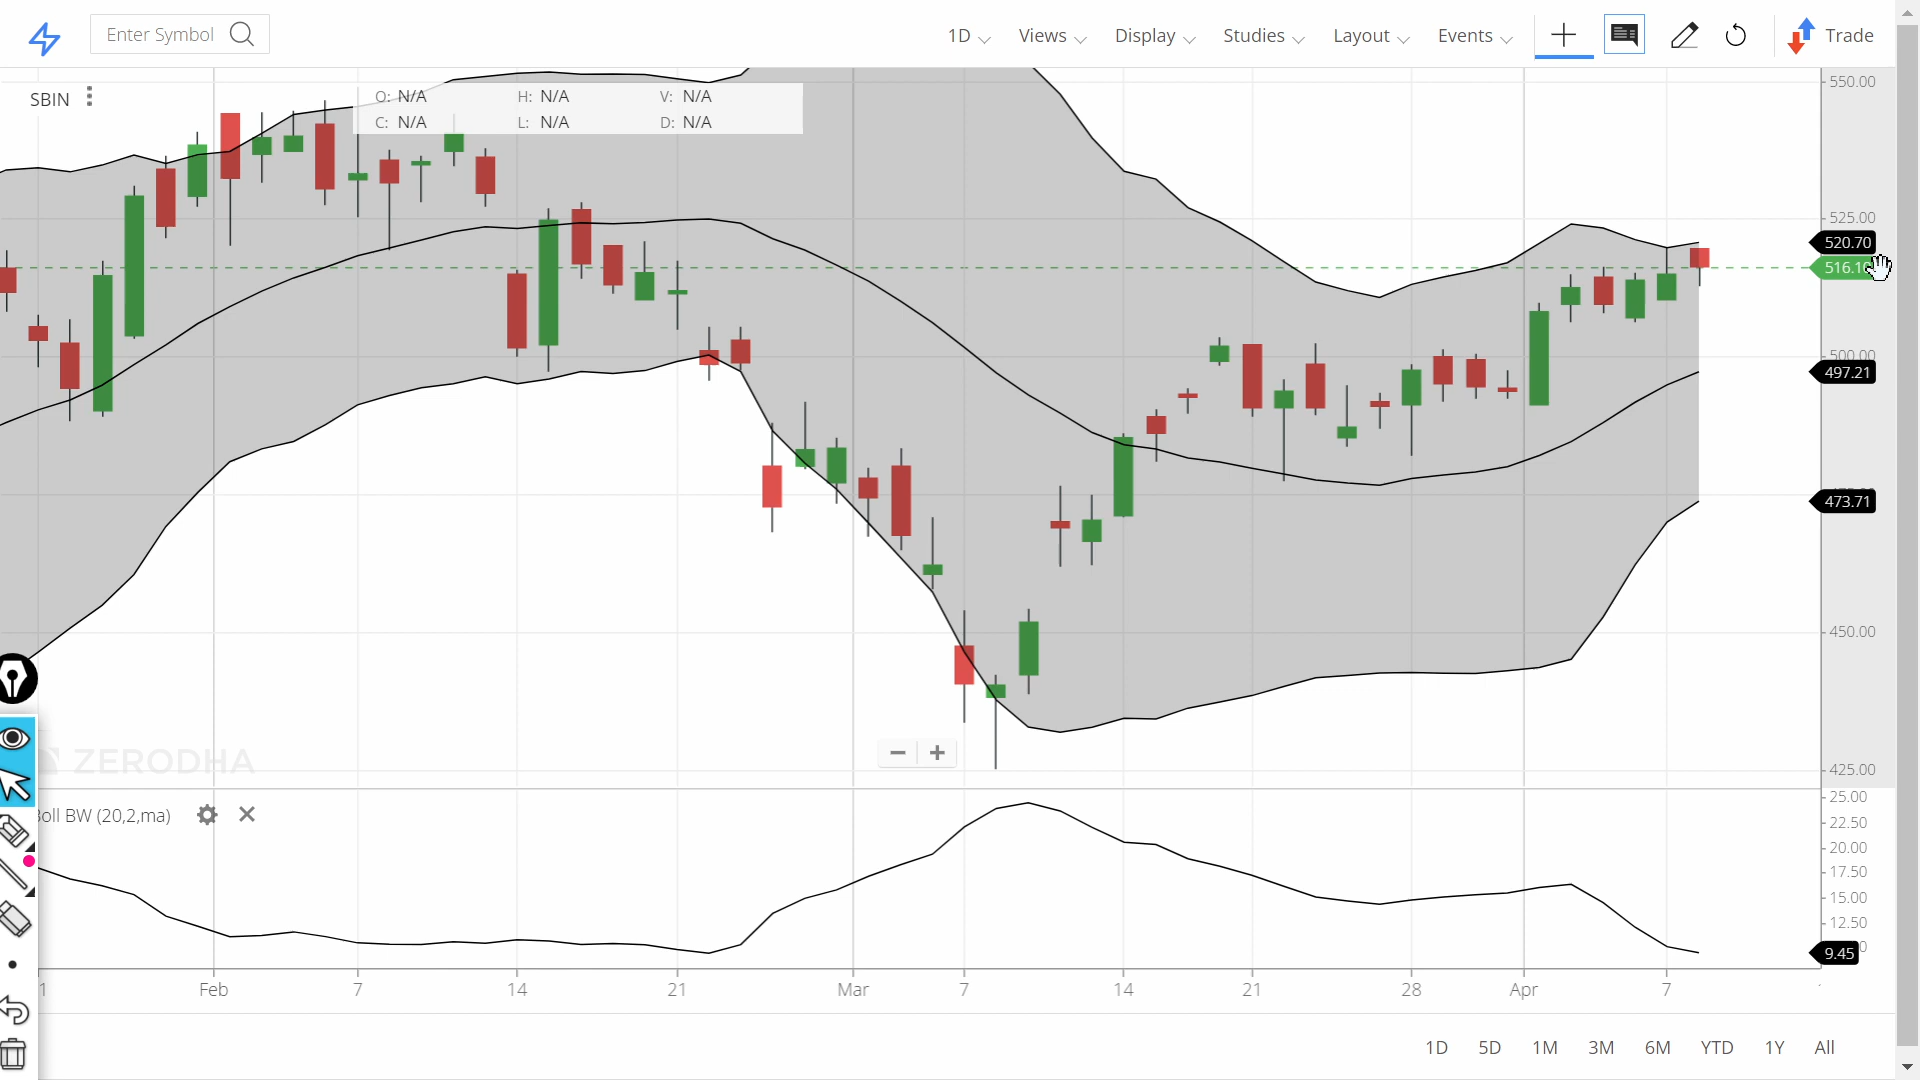 Enter Symbol 1D Views Display Studies Layout Events Trade
SBIN
O: N/A H: N/A V: N/A
C: N/A L: N/A D: N/A
550.00
525.00
520.70
500.00
497.21
473.71
450.00
425.00
ZERODHA
Boll BW (20,2,ma)
25.00
22.50
20.00
17.50
15.00
12.50
9.45
Feb 7 14 21 Mar 7 14 21 28 Apr 7
1D 5D 1M 3M 6M YTD 1Y All